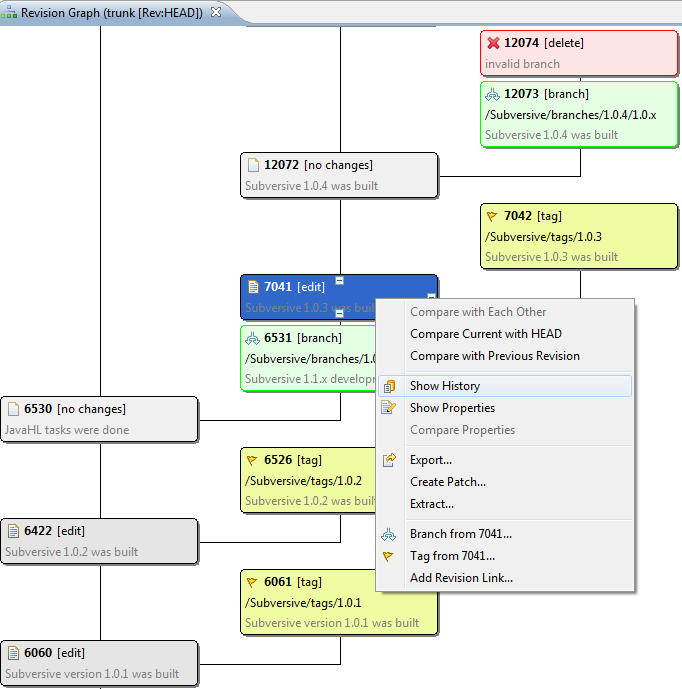 Revision Graph (trunk [Rev:HEAD])
12074 [delete]
invalid branch
12073 [branch]
/Subversive/branches/1.0.4/1.0.x
Subversive 1.0.4 was built
12072 [no changes]
Subversive 1.0.4 was built
7042 [tag]
/Subversive/tags/1.0.3
Subversive 1.0.3 was built
7041 [edit]
Subversive 1.0.3 was built
6531 [branch]
/Subversive/branches/1.0
Subversive 1.1.x developm
6530 [no changes]
JavaHL tasks were done
6526 [tag]
/Subversive/tags/1.0.2
Subversive 1.0.2 was built
6422 [edit]
Subversive 1.0.2 was built
6061 [tag]
/Subversive/tags/1.0.1
Subversive version 1.0.1 was built
6060 [edit]
Subversive version 1.0.1 was built
Compare with Each Other
Compare Current with HEAD
Compare with Previous Revision
Show History
Show Properties
Compare Properties
Export...
Create Patch...
Extract...
Branch from 7041...
Tag from 7041...
Add Revision Link...